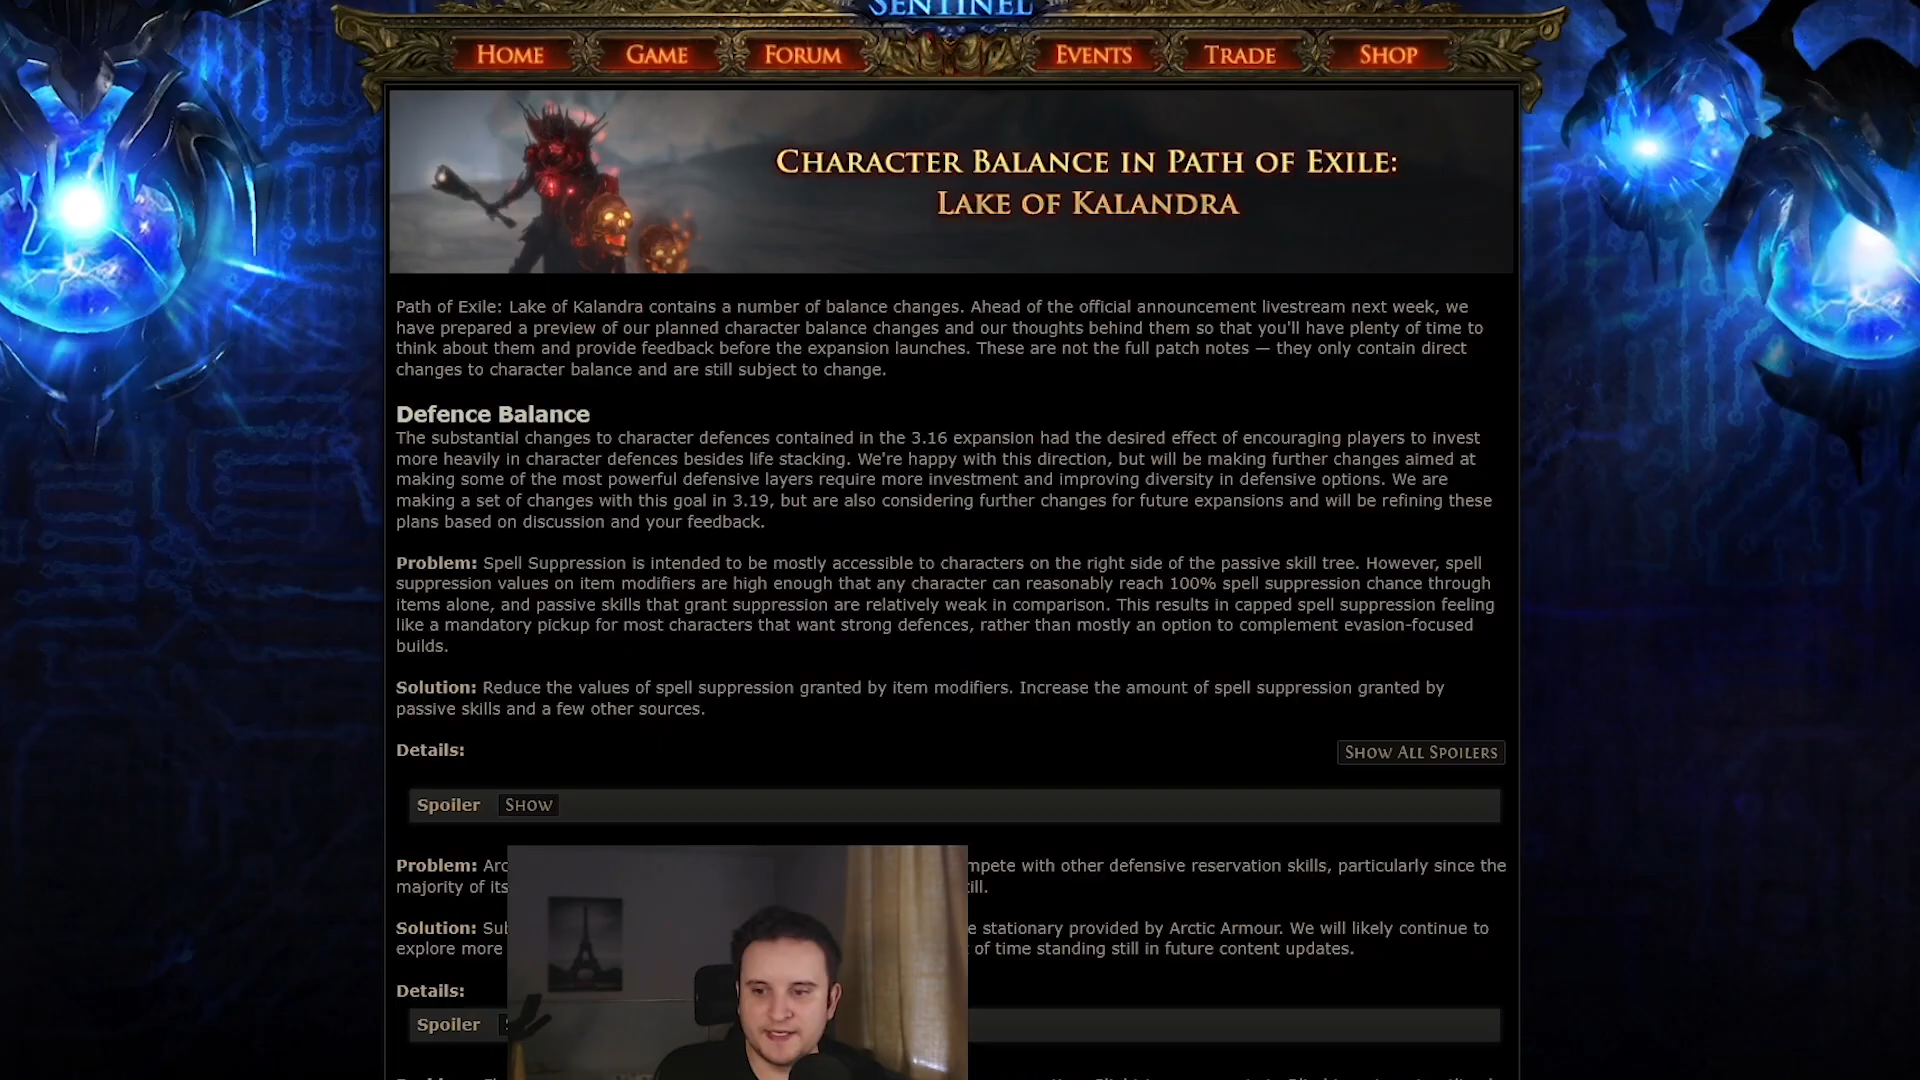 SENTINEL
HOME GAME FORUM EVENTS TRADE SHOP
CHARACTER BALANCE IN PATH OF EXILE:
LAKE OF KALANDRA
Path of Exile: Lake of Kalandra contains a number of balance changes. Ahead of the official announcement livestream next week, we
have prepared a preview of our planned character balance changes and our thoughts behind them so that you'll have plenty of time to
think about them and provide feedback before the expansion launches. These are not the full patch notes — they only contain direct
changes to character balance and are still subject to change.
Defence Balance
The substantial changes to character defences contained in the 3.16 expansion had the desired effect of encouraging players to invest
more heavily in character defences besides life stacking. We're happy with this direction, but will be making further changes aimed at
making some of the most powerful defensive layers require more investment and improving diversity in defensive options. We are
making a set of changes with this goal in 3.19, but are also considering further changes for future expansions and will be refining these
plans based on discussion and your feedback.
Problem: Spell Suppression is intended to be mostly accessible to characters on the right side of the passive skill tree. However, spell
suppression values on item modifiers are high enough that any character can reasonably reach 100% spell suppression chance through
items alone, and passive skills that grant suppression are relatively weak in comparison. This results in capped spell suppression feeling
like a mandatory pickup for most characters that want strong defences, rather than mostly an option to complement evasion-focused
builds.
Solution: Reduce the values of spell suppression granted by item modifiers. Increase the amount of spell suppression granted by
passive skills and a few other sources.
Details:
SHOW ALL SPOILERS
Spoiler SHOW
Problem: with other defensive reservation skills, particularly since the
majority of its
Solution: stationary provided by Arctic Armour. We will likely continue to
explore more of time standing still in future content updates.
Details:
Spoiler